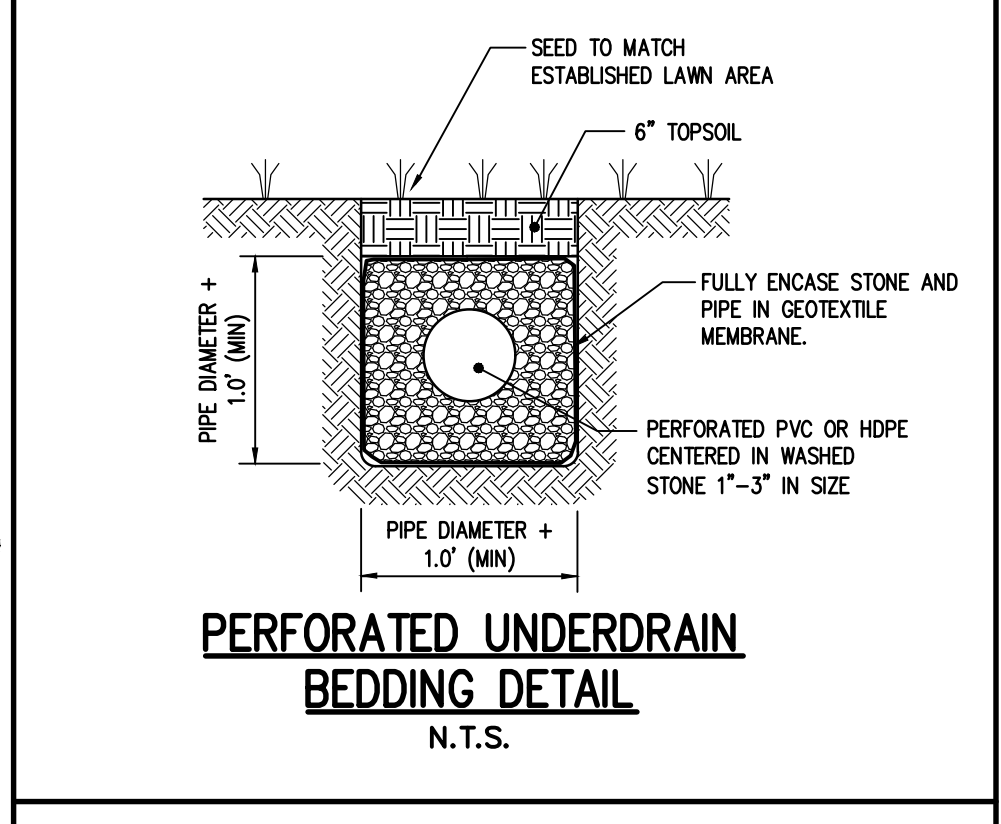 SEED TO MATCH
ESTABLISHED LAWN AREA
6" TOPSOIL
FULLY ENCASE STONE AND
PIPE IN GEOTEXTILE
MEMBRANE.
PIPE DIAMETER +
1.0' (MIN)
PERFORATED PVC OR HDPE
CENTERED IN WASHED
STONE 1"-3" IN SIZE
PIPE DIAMETER +
1.0' (MIN)
PERFORATED UNDERDRAIN
BEDDING DETAIL
N.T.S.